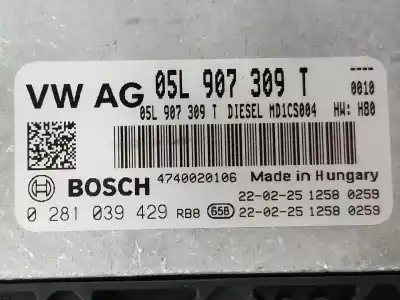 VW AG 05L 907 309 T 0010
05L 907 309 T DIESEL MD1CS004 HW: H80
BOSCH 4740020106 Made in Hungary
22-02-25 1258 0259
0 281 039 429 RB8 65B 22-02-25 1258 0259